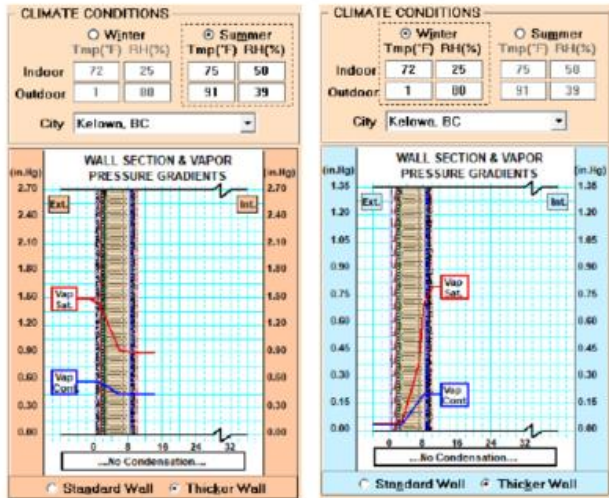 CLIMATE CONDITIONS
Winter Summer
Tmp(°F) RH(%) Tmp(°F) RH(%)
Indoor 72 25 75 50
Outdoor 1 80 91 39
City Kelowna, BC
WALL SECTION & VAPOR
PRESSURE GRADIENTS
(in.Hg) (in.Hg)
2.70 2.70
Ext. Int.
2.40 2.40
2.10 2.10
1.80 1.80
Vap
Sat.
1.50 1.50
1.20 1.20
0.90 0.90
Vap
Cont.
0.60 0.60
0.30 0.30
0.00 0.00
0 8 16 24 32
....No Condensation....
Standard Wall Thicker Wall
CLIMATE CONDITIONS
Winter Summer
Tmp(°F) RH(%) Tmp(°F) RH(%)
Indoor 72 25 75 50
Outdoor 1 80 91 39
City Kelowna, BC
WALL SECTION & VAPOR
PRESSURE GRADIENTS
(in.Hg) (in.Hg)
1.35 1.35
Ext. Int.
1.20 1.20
1.05 1.05
0.90 0.90
Vap
Sat.
0.75 0.75
0.60 0.60
0.45 0.45
0.30 0.30
Vap
Cont
0.15 0.15
0.00 0.00
0 8 16 24 32
....No Condensation....
Standard Wall Thicker Wall